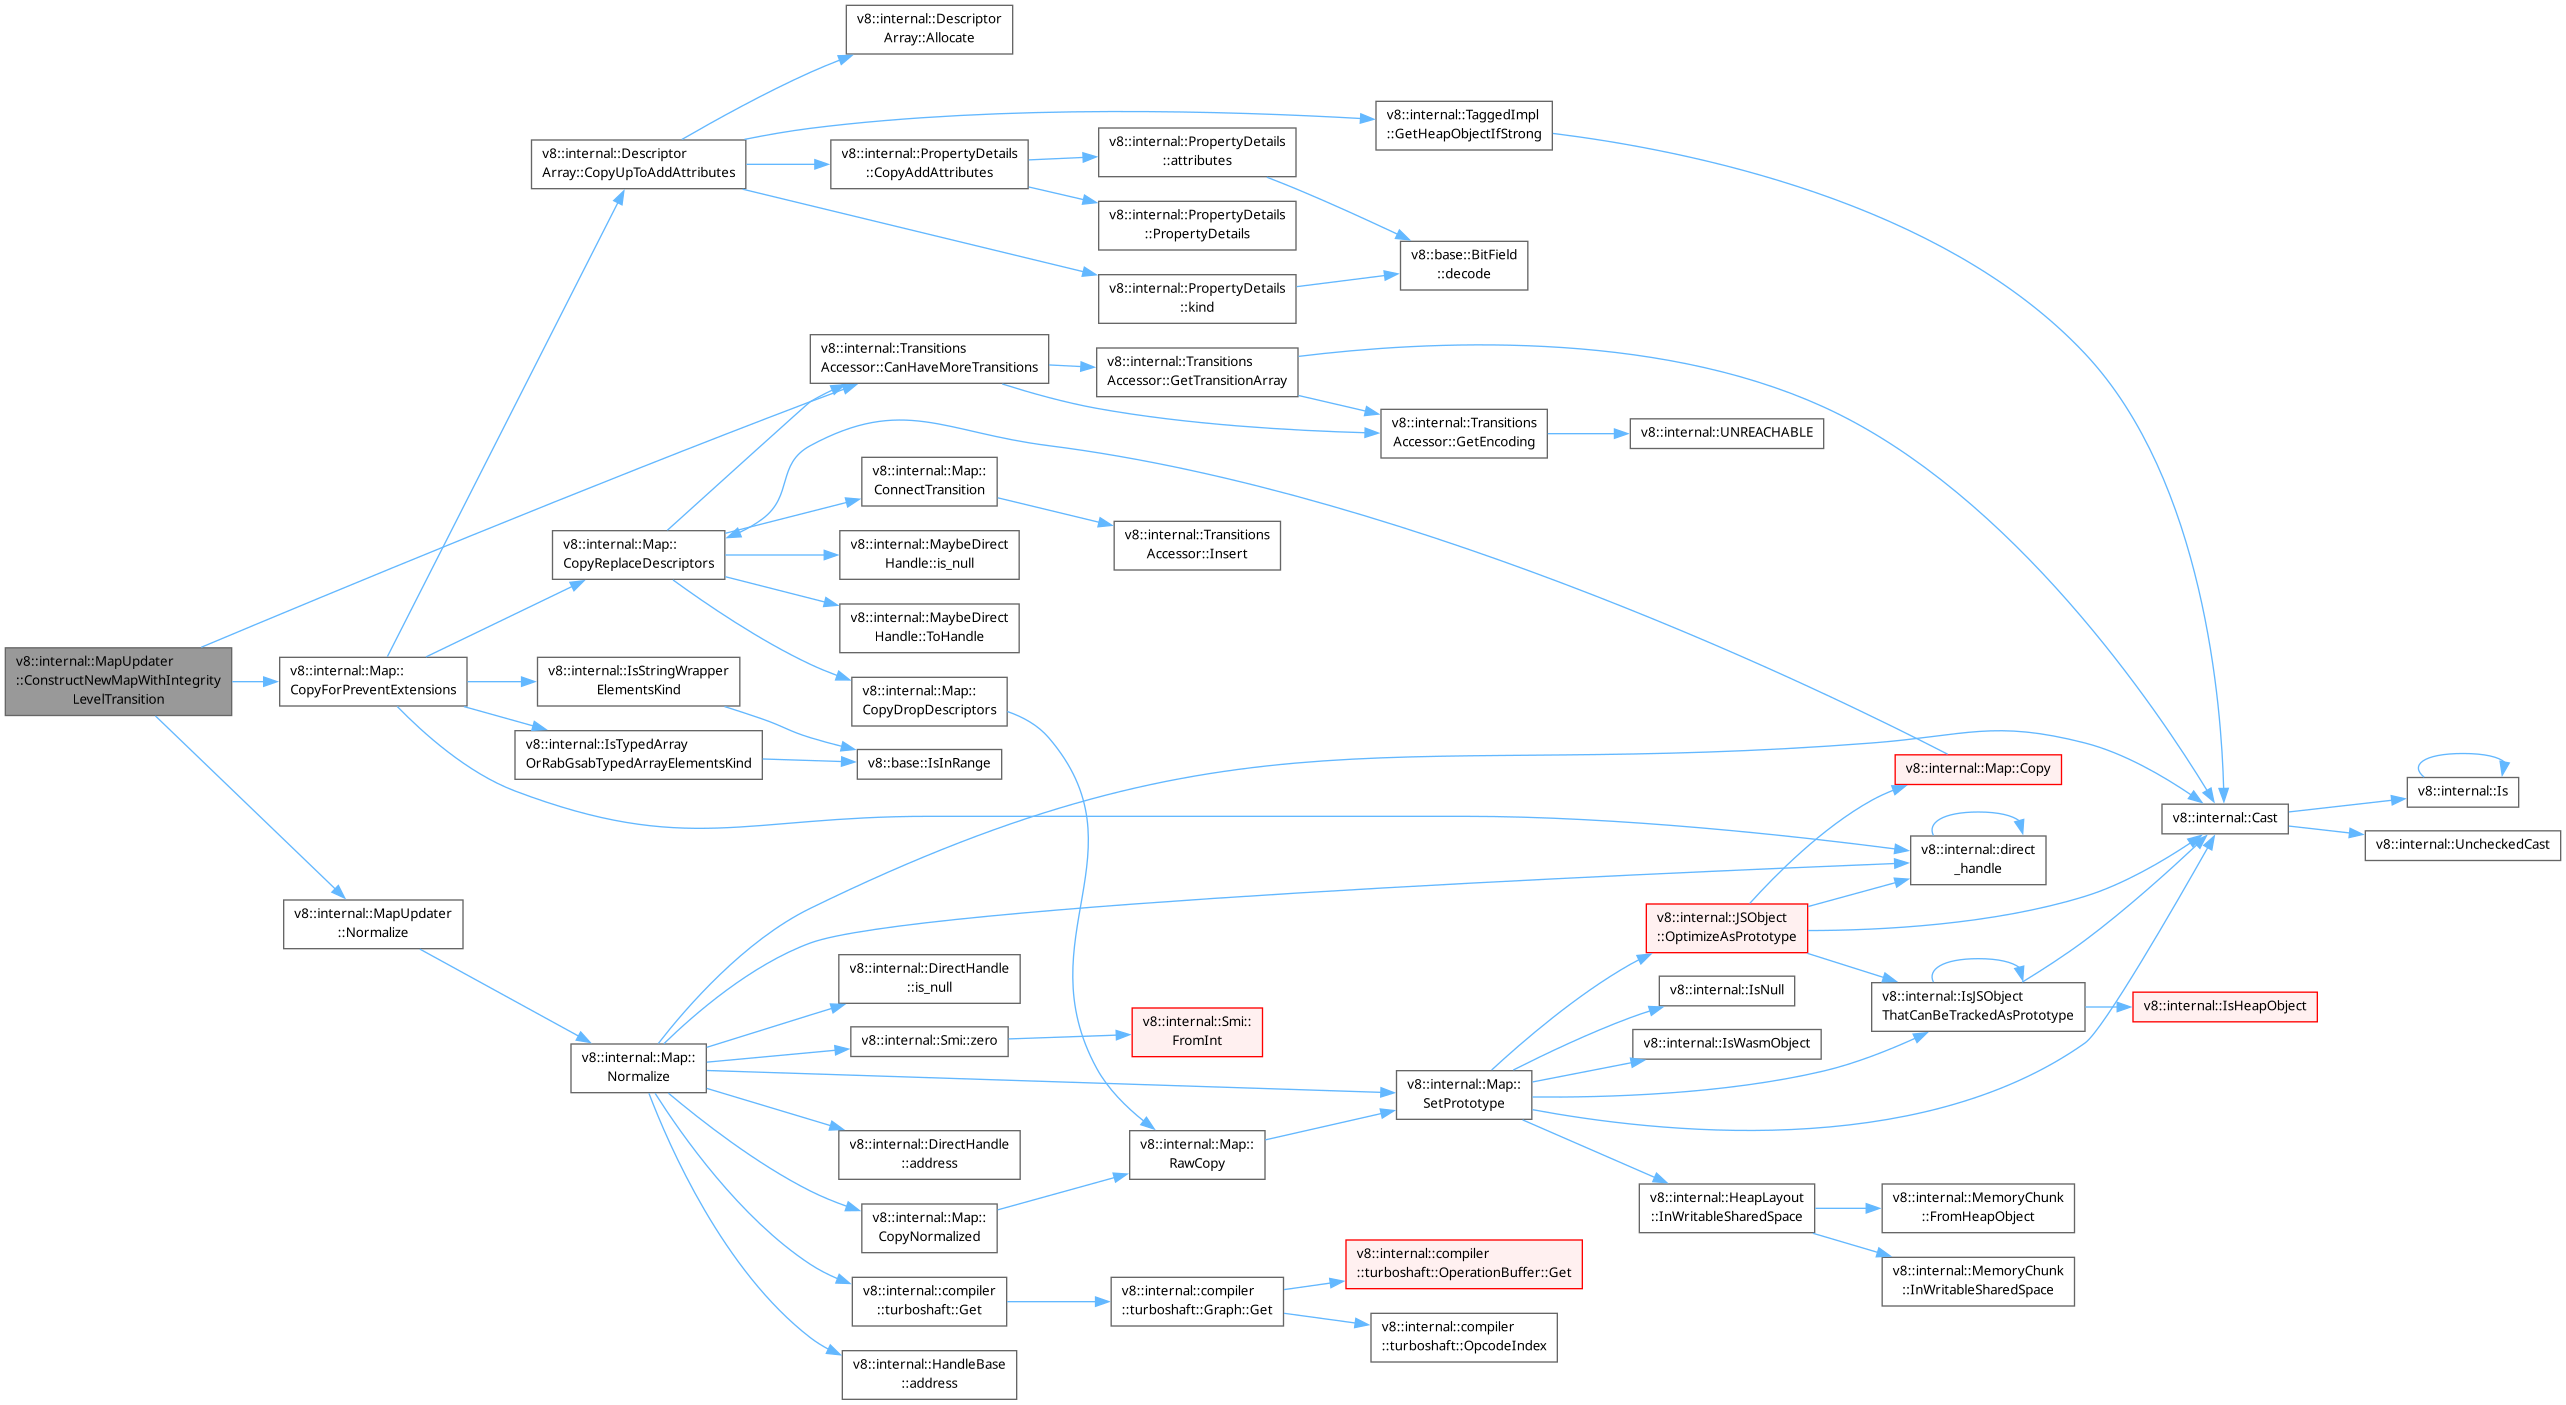 v8::internal::MapUpdater
::ConstructNewMapWithIntegrity
LevelTransition
v8::internal::Map::
CopyForPreventExtensions
v8::internal::MapUpdater
::Normalize
v8::internal::Descriptor
Array::CopyUpToAddAttributes
v8::internal::Map::
CopyReplaceDescriptors
v8::internal::IsStringWrapper
ElementsKind
v8::internal::IsTypedArray
OrRabGsabTypedArrayElementsKind
v8::internal::Map::
Normalize
v8::internal::Descriptor
Array::Allocate
v8::internal::PropertyDetails
::CopyAddAttributes
v8::internal::Transitions
Accessor::CanHaveMoreTransitions
v8::internal::Map::
ConnectTransition
v8::internal::MaybeDirect
Handle::is_null
v8::internal::MaybeDirect
Handle::ToHandle
v8::internal::Map::
CopyDropDescriptors
v8::base::IsInRange
v8::internal::DirectHandle
::is_null
v8::internal::Smi::zero
v8::internal::DirectHandle
::address
v8::internal::Map::
CopyNormalized
v8::internal::compiler
::turboshaft::Get
v8::internal::HandleBase
::address
v8::internal::PropertyDetails
::attributes
v8::internal::PropertyDetails
::PropertyDetails
v8::internal::PropertyDetails
::kind
v8::internal::Transitions
Accessor::GetTransitionArray
v8::internal::Transitions
Accessor::Insert
v8::internal::Smi::
FromInt
v8::internal::Map::
RawCopy
v8::internal::compiler
::turboshaft::Graph::Get
v8::internal::TaggedImpl
::GetHeapObjectIfStrong
v8::base::BitField
::decode
v8::internal::Transitions
Accessor::GetEncoding
v8::internal::Map::
SetPrototype
v8::internal::compiler
::turboshaft::OperationBuffer::Get
v8::internal::compiler
::turboshaft::OpcodeIndex
v8::internal::UNREACHABLE
v8::internal::JSObject
::OptimizeAsPrototype
v8::internal::IsNull
v8::internal::IsWasmObject
v8::internal::HeapLayout
::InWritableSharedSpace
v8::internal::Map::Copy
v8::internal::direct
_handle
v8::internal::IsJSObject
ThatCanBeTrackedAsPrototype
v8::internal::MemoryChunk
::FromHeapObject
v8::internal::MemoryChunk
::InWritableSharedSpace
v8::internal::Cast
v8::internal::IsHeapObject
v8::internal::Is
v8::internal::UncheckedCast